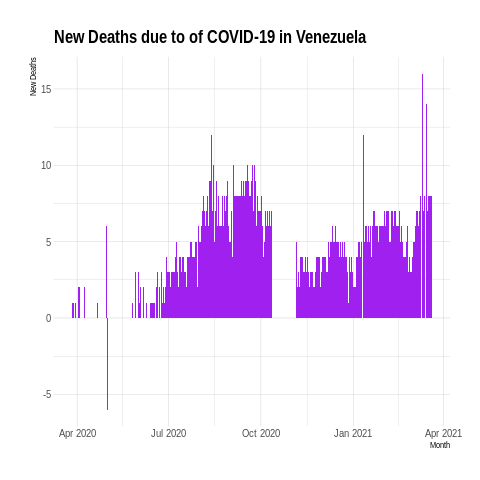 New Deaths due to of COVID-19 in Venezuela
New Deaths
15
10
5
0
-5
Apr 2020
Jul 2020
Oct 2020
Jan 2021
Apr 2021
Month